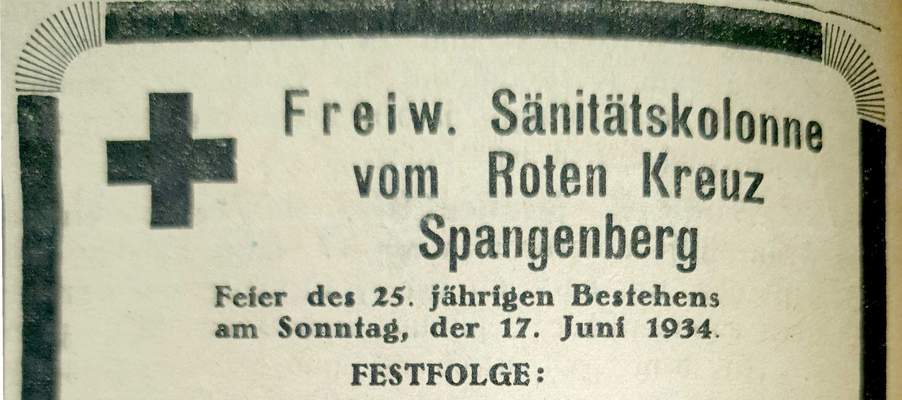 Freiw. Sänitätskolonne
vom Roten Kreuz
Spangenberg
Feier des 25. jährigen Bestehens
am Sonntag, der 17. Juni 1934.
FESTFOLGE: